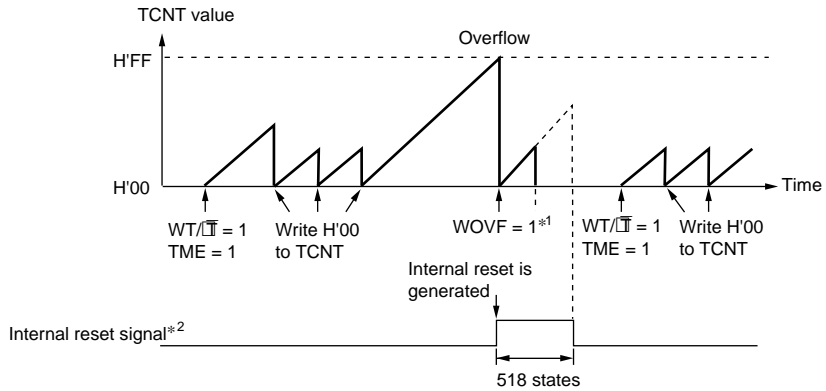 TCNT value
Overflow
H'FF
H'00
Time
WT/IT = 1
TME = 1
Write H'00
to TCNT
WOVF = 1*1
WT/IT = 1
TME = 1
Write H'00
to TCNT
Internal reset is
generated
Internal reset signal*2
518 states